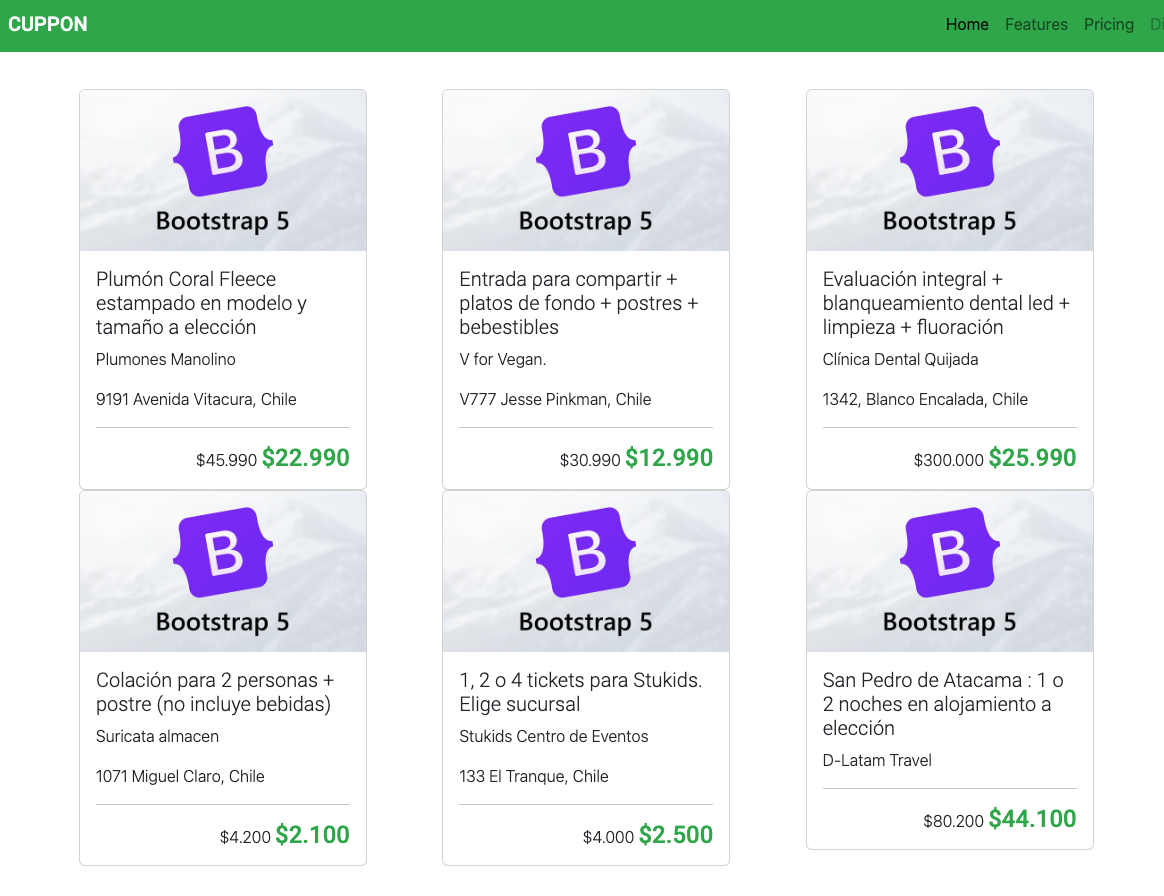 CUPPON
Home Features Pricing
B
Bootstrap 5
Plumón Coral Fleece
estampado en modelo y
tamaño a elección
Plumones Manolino
9191 Avenida Vitacura, Chile
$45.990 $22.990
B
Bootstrap 5
Entrada para compartir +
platos de fondo + postres +
bebestibles
V for Vegan.
V777 Jesse Pinkman, Chile
$30.990 $12.990
B
Bootstrap 5
Evaluación integral +
blanqueamiento dental led +
limpieza + fluoración
Clínica Dental Quijada
1342, Blanco Encalada, Chile
$300.000 $25.990
B
Bootstrap 5
Colación para 2 personas +
postre (no incluye bebidas)
Suricata almacen
1071 Miguel Claro, Chile
$4.200 $2.100
B
Bootstrap 5
1, 2 o 4 tickets para Stukids.
Elige sucursal
Stukids Centro de Eventos
133 El Tranque, Chile
$4.000 $2.500
B
Bootstrap 5
San Pedro de Atacama : 1 o
2 noches en alojamiento a
elección
D-Latam Travel
$80.200 $44.100